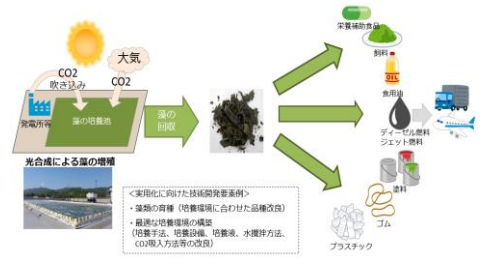 大気
CO2
吹き込み
CO2
発電所等
藻の培養池
藻の
回収
光合成による藻の増殖
<実用化に向けた技術開発要素例>
・藻類の育種（培養環境に合わせた品種改良）
・最適な培養環境の構築
（培養手法、培養設備、培養液、水攪拌方法、
CO2吸入方法等の改良）
栄養補助食品
飼料
OIL
食用油
ディーゼル燃料
ジェット燃料
塗料
ゴム
プラスチック